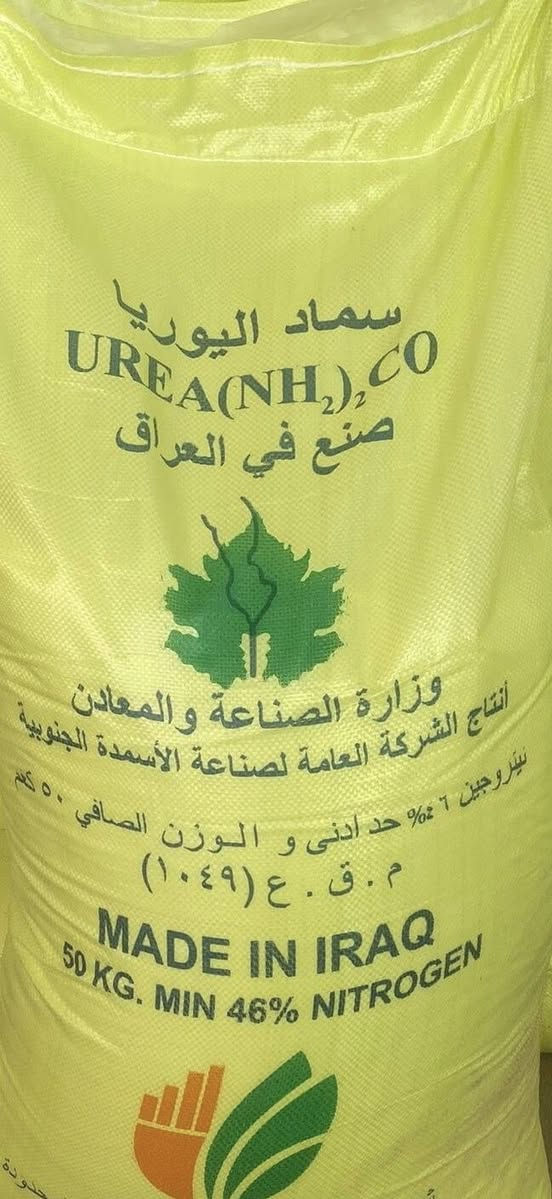 سماد اليوريا
UREA(NH₂)₂CO
صنع في العراق
وزارة الصناعة والمعادن
أنتاج الشركة العامة لصناعة الأسمدة الجنوبية
نيتروجين ٤٦% حد ادنى و الوزن الصافي ٥٠ كغم
م . ق . ع (١٠٤٩)
MADE IN IRAQ
50 KG. MIN 46% NITROGEN